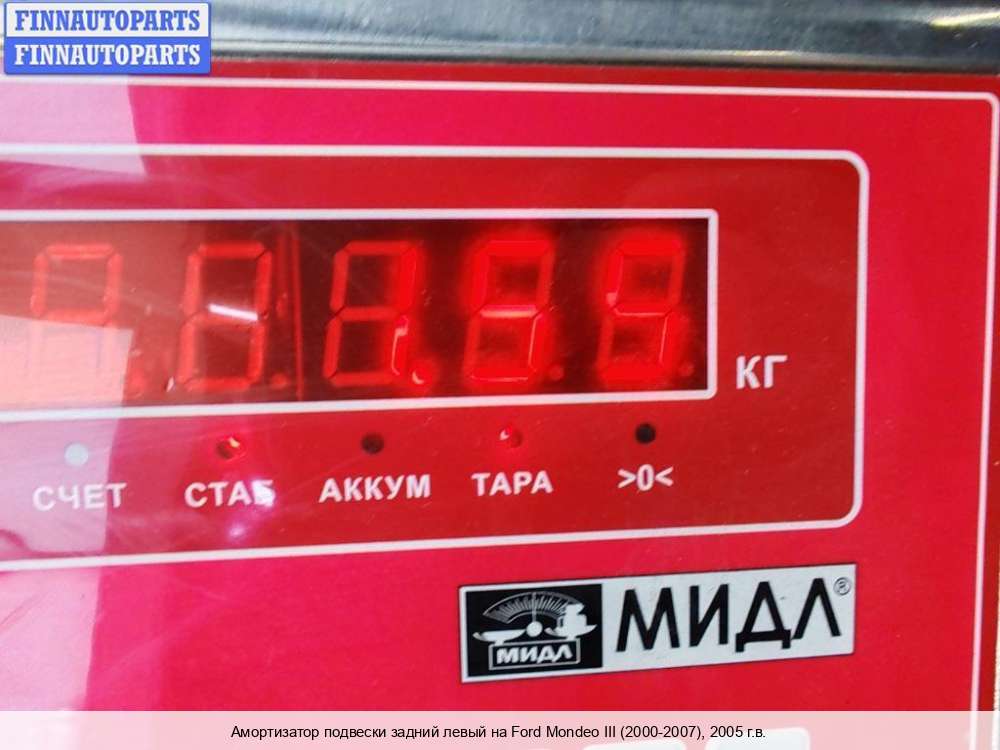 FINNAUTOPARTS
FINNAUTOPARTS
КГ
СЧЕТ СТАБ АККУМ ТАРА >0<
МИДЛ МИДЛ®
Амортизатор подвески задний левый на Ford Mondeo III (2000-2007), 2005 г.в.